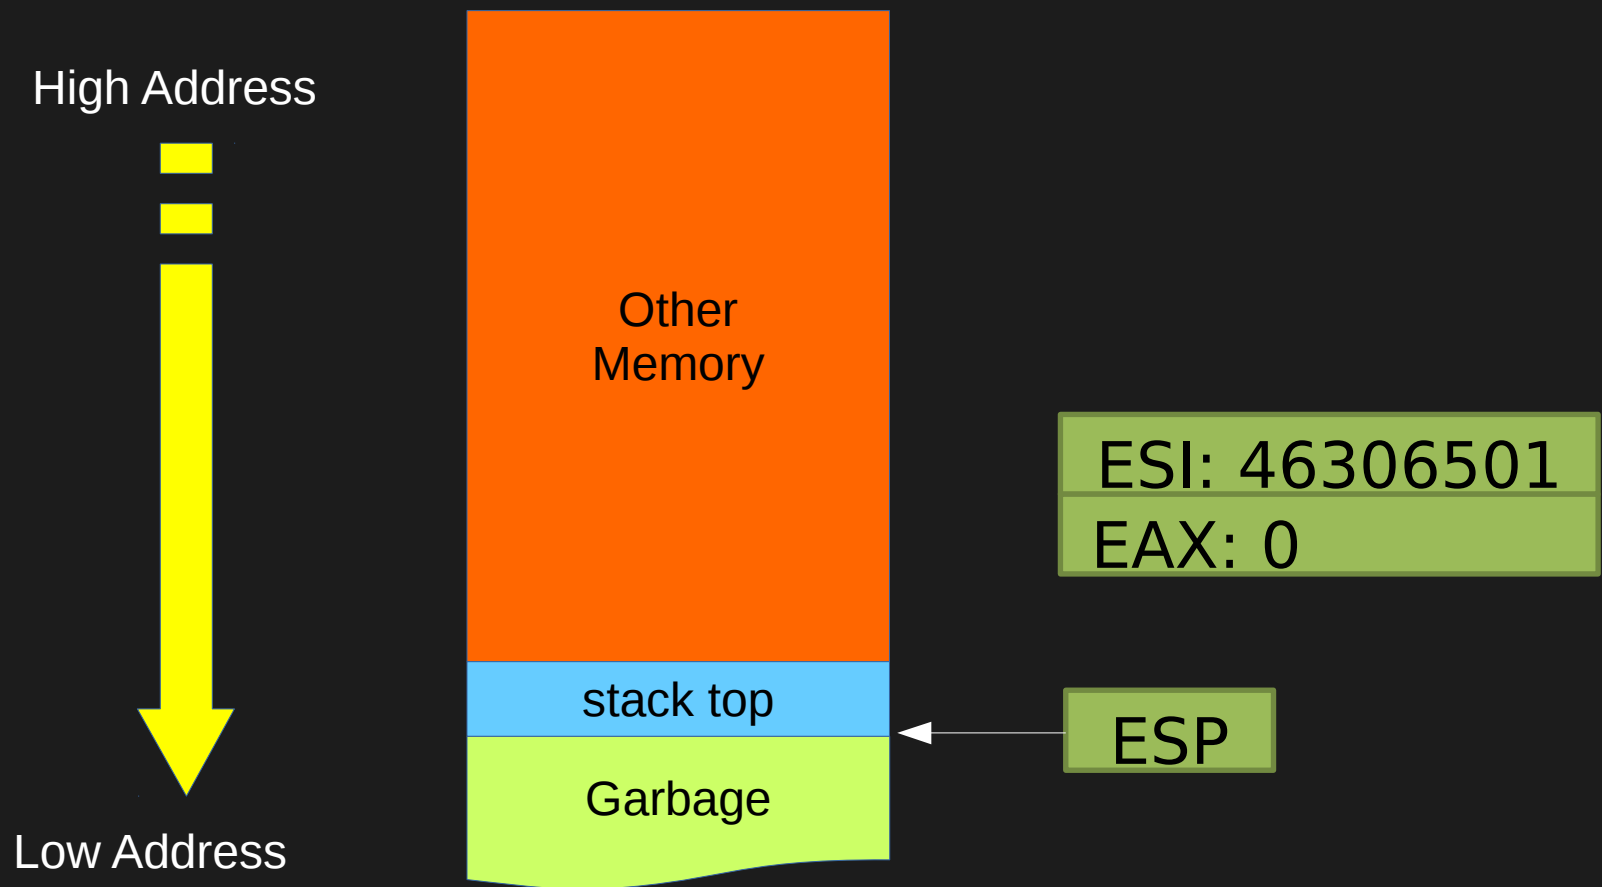 High Address
Other
Memory
ESI: 46306501
EAX: 0
stack top
ESP
Garbage
Low Address